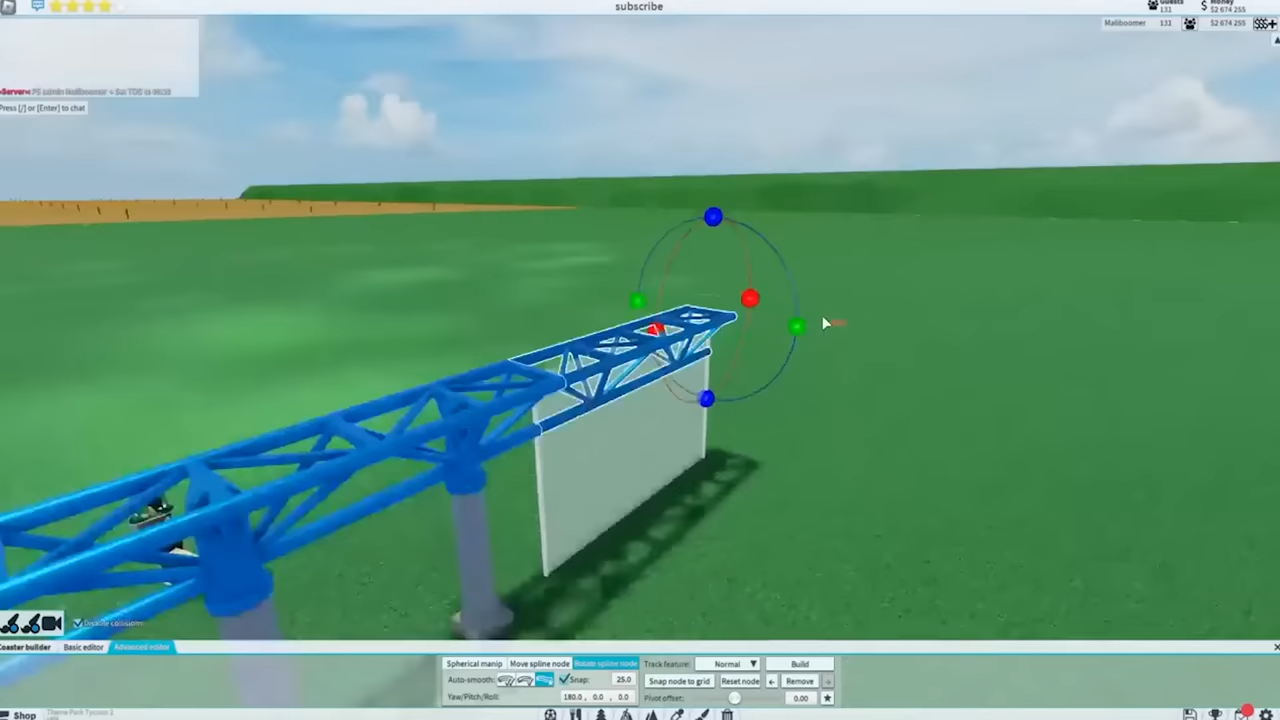 subscribe
Guests
131
Money
$2 674 255
Maliboomer 131 $2 674 255 $$$+
Press [/] or [Enter] to chat
Disable collisions
Coaster builder Basic editor Advanced editor
Spherical manip Move spline node Rotate spline node
Auto-smooth: Snap: 25.0
Yaw/Pitch/Roll: 180.0 , 0.0 , 0.0
Track feature: Normal ▼ Build
Snap node to grid Reset node ← Remove →
Pivot offset: 0.00 ★
Shop
Theme Park Tycoon 2